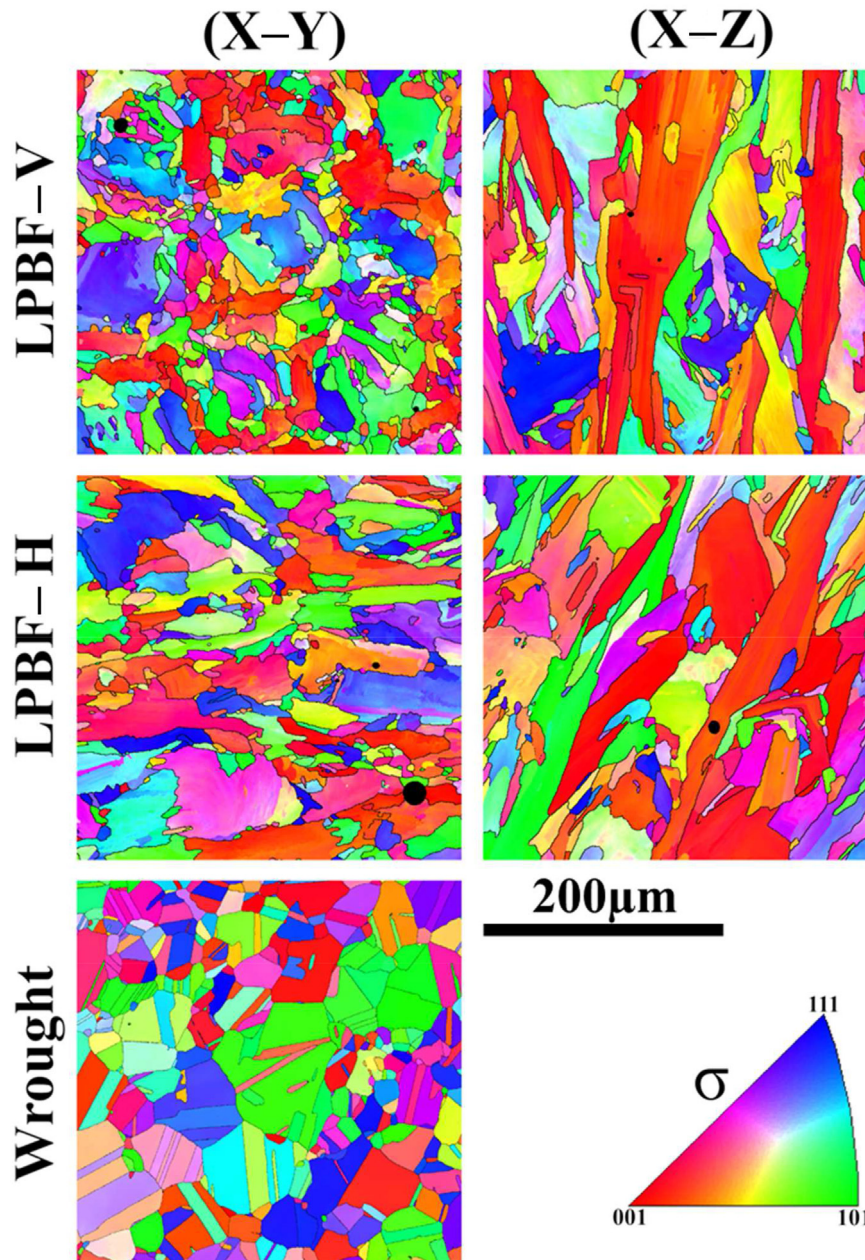 (X–Y)
(X–Z)
LPBF–V
LPBF–H
Wrought
200µm
111
σ
001
101